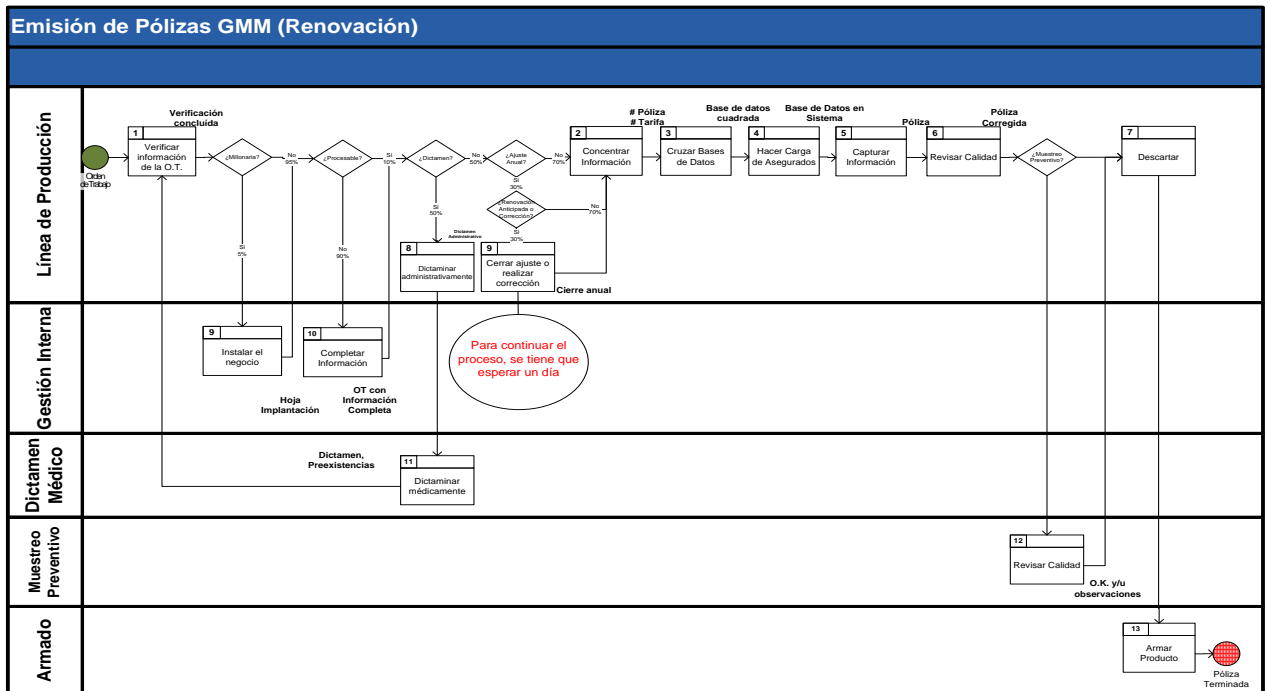 Emisión de Pólizas GMM (Renovación)
Línea de Producción
Orden
de Trabajo
1
Verificar
información
de la O.T.
Verificación
concluída
¿Millonaria?
No
95%
Si
5%
¿Procesable?
Si
10%
No
90%
¿Dictamen?
No
50%
Si
50%
¿Ajuste
Anual?
No
70%
Si
30%
¿Renovación
Anticipada o
Corrección?
No
70%
Si
30%
2
Concentrar
Información
# Póliza
# Tarifa
3
Cruzar Bases
de Datos
Base de datos
cuadrada
4
Hacer Carga
de Asegurados
Base de Datos en
Sistema
5
Capturar
Información
Póliza
6
Revisar Calidad
Póliza
Corregida
¿Muestreo
Preventivo?
7
Descartar
8
Dictaminar
administrativamente
Dictamen
Administrativo
9
Cerrar ajuste o
realizar
corrección
Cierre anual
Gestión Interna
9
Instalar el
negocio
Hoja
Implantación
10
Completar
Información
OT con
Información
Completa
Para continuar el
proceso, se tiene que
esperar un día
Dictamen
Médico
Dictamen,
Preexistencias
11
Dictaminar
médicamente
Muestreo
Preventivo
12
Revisar Calidad
O.K. y/u
observaciones
Armado
13
Armar
Producto
Póliza
Terminada